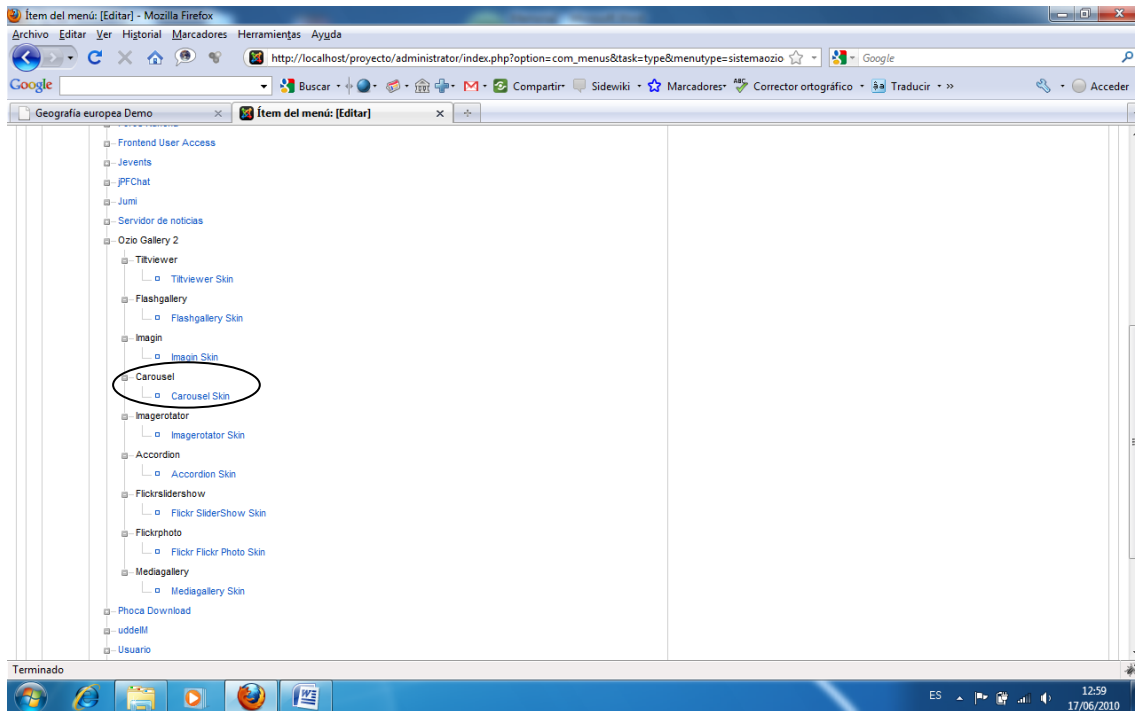 Ítem del menú: [Editar] - Mozilla Firefox
Archivo Editar Ver Historial Marcadores Herramientas Ayuda
http://localhost/proyecto/administrator/index.php?option=com_menus&task=type&menutype=sistemaozio
Google
Google
Buscar
Compartir
Sidewiki
Marcadores
ABC
Corrector ortográfico
Traducir
»
Acceder
Geografía europea Demo
Ítem del menú: [Editar]
Frontend User Access
Jevents
jPFChat
Jumi
Servidor de noticias
Ozio Gallery 2
Tiltviewer
Tiltviewer Skin
Flashgallery
Flashgallery Skin
Imagin
Imagin Skin
Carousel
Carousel Skin
Imagerotator
Imagerotator Skin
Accordion
Accordion Skin
Flickrslidershow
Flickr SliderShow Skin
Flickrphoto
Flickr Flickr Photo Skin
Mediagallery
Mediagallery Skin
Phoca Download
uddeIM
Usuario
Terminado
ES
12:59
17/06/2010